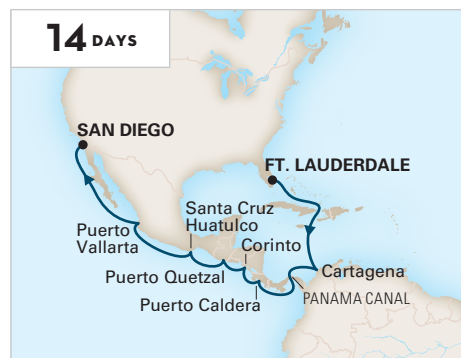 14 DAYS
SAN DIEGO
FT. LAUDERDALE
Santa Cruz
Huatulco
Puerto
Vallarta
Corinto
Puerto Quetzal
Cartagena
Puerto Caldera
PANAMA CANAL